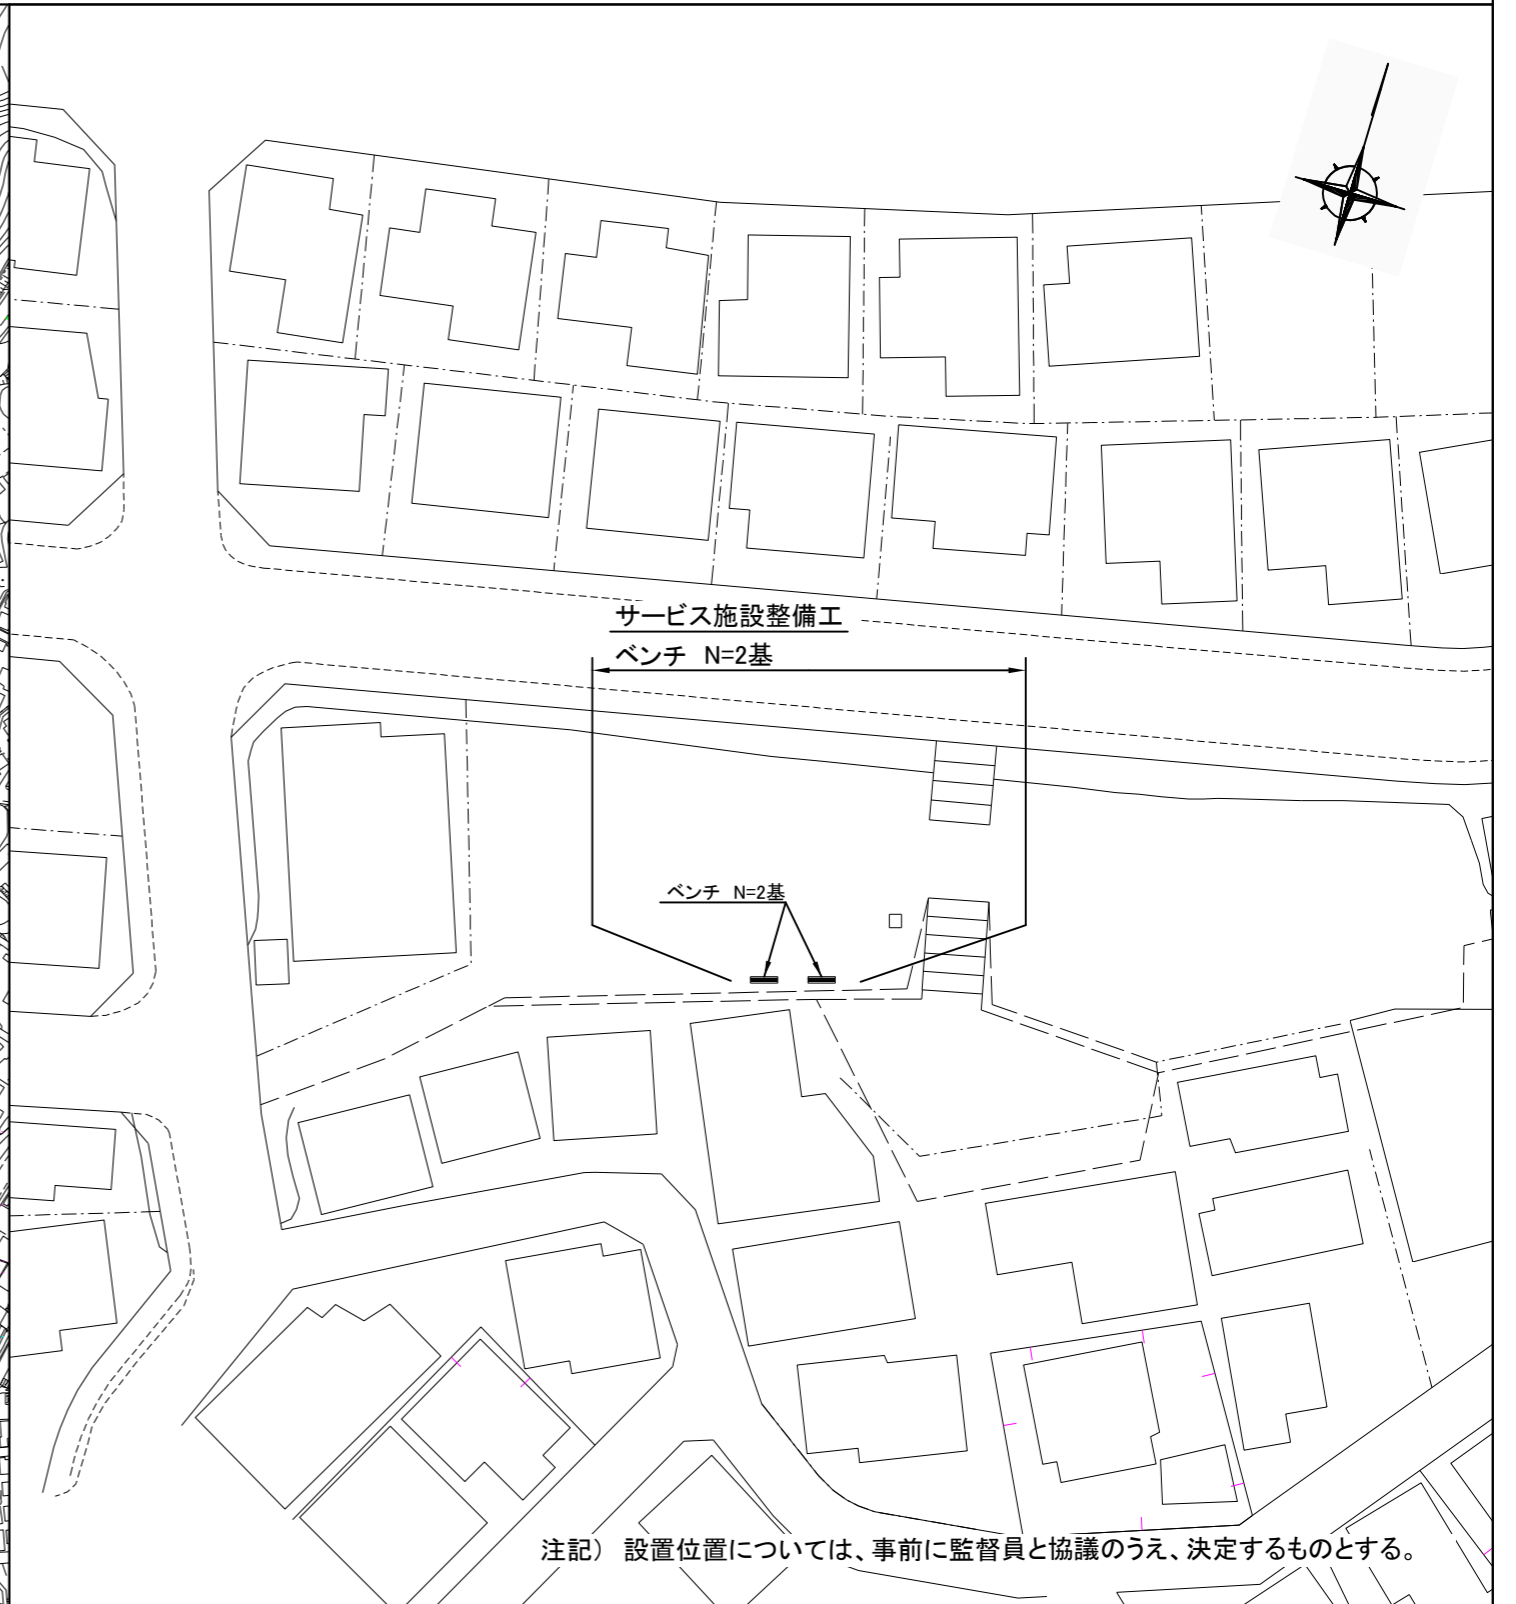 サービス施設整備工
ベンチ N=2基
ベンチ N=2基
注記） 設置位置については、事前に監督員と協議のうえ、決定するものとする。